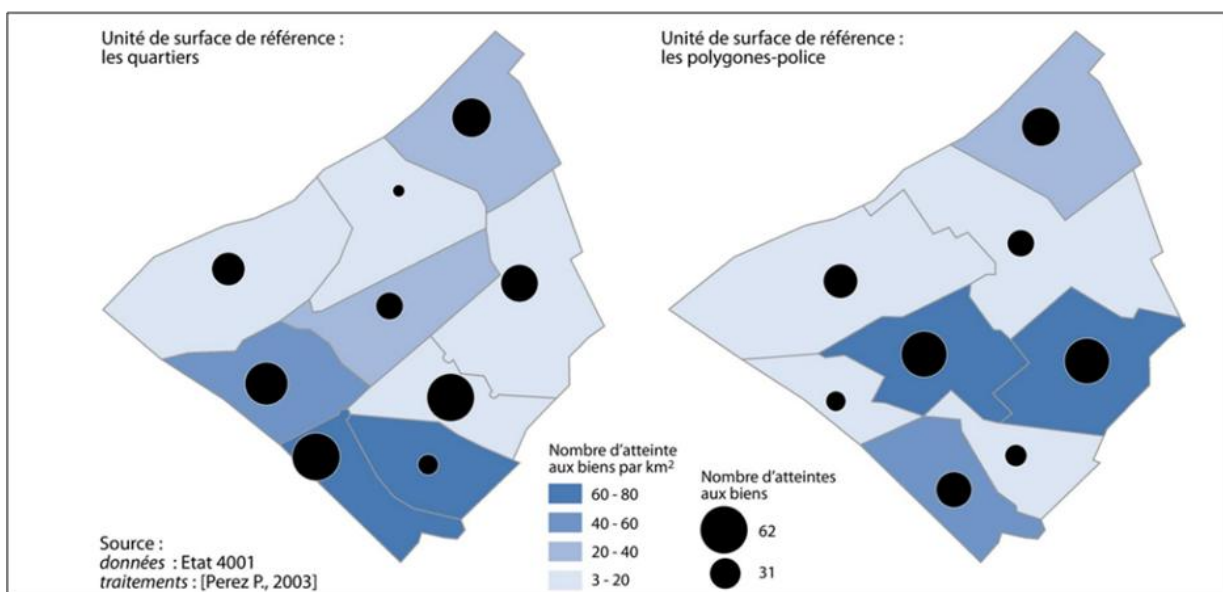 Unité de surface de référence :
les quartiers
Unité de surface de référence :
les polygones-police
Nombre d’atteinte
aux biens par km²
60 - 80
40 - 60
20 - 40
3 - 20
Nombre d’atteintes
aux biens
62
31
Source :
données : Etat 4001
traitements : [Perez P., 2003]